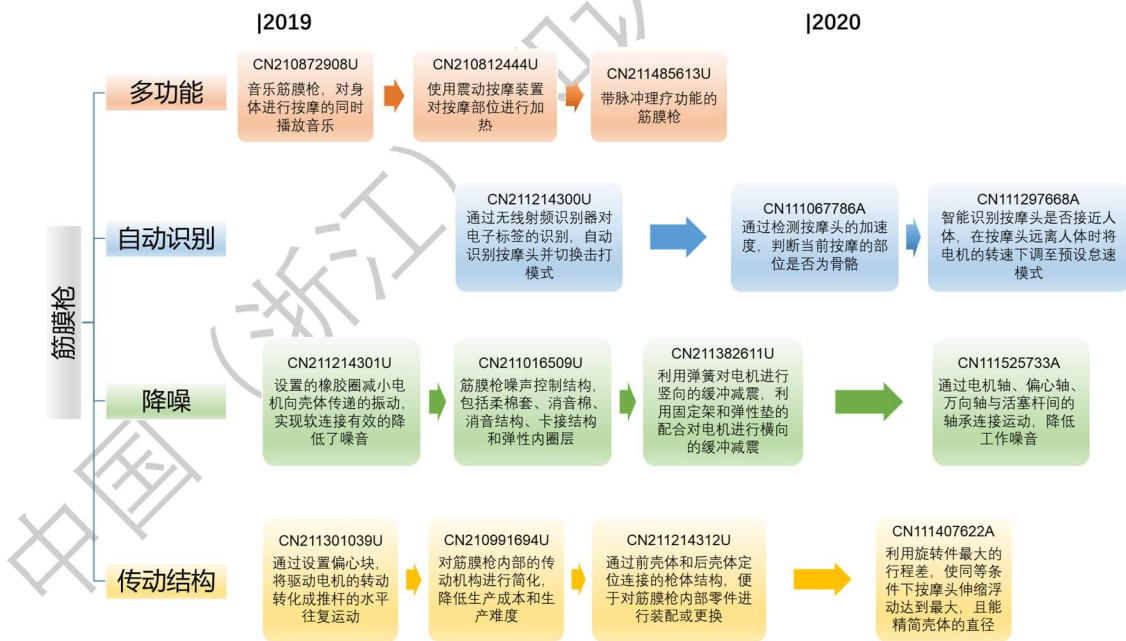 |2019
|2020
筋膜枪
多功能
CN210872908U
音乐筋膜枪，对身
体进行按摩的同时
播放音乐
CN210812444U
使用震动按摩装置
对按摩部位进行加
热
CN211485613U
带脉冲理疗功能的
筋膜枪
自动识别
CN211214300U
通过无线射频识别器对
电子标签的识别，自动
识别按摩头并切换击打
模式
CN111067786A
通过检测按摩头的加速
度，判断当前按摩的部
位是否为骨骼
CN111297668A
智能识别按摩头是否接近人
体，在按摩头远离人体时将
电机的转速下调至预设怠速
模式
降噪
CN211214301U
设置的橡胶圈减小电
机向壳体传递的振动，
实现软连接有效的降
低了噪音
CN211016509U
筋膜枪噪声控制结构，
包括柔棉套、消音棉、
消音结构、卡接结构
和弹性内圈层
CN211382611U
利用弹簧对电机进行
竖向的缓冲减震，利
用固定架和弹性垫的
配合对电机进行横向
的缓冲减震
CN111525733A
通过电机轴、偏心轴、
万向轴与活塞杆间的
轴承连接运动，降低
工作噪音
传动结构
CN211301039U
通过设置偏心块，
将驱动电机的转动
转化成推杆的水平
往复运动
CN210991694U
对筋膜枪内部的传
动机构进行简化，
降低生产成本和生
产难度
CN211214312U
通过前壳体和后壳体定
位连接的枪体结构，便
于对筋膜枪内部零件进
行装配或更换
CN111407622A
利用旋转件最大的
行程差，使同等条
件下按摩头伸缩浮
动达到最大，且能
精简壳体的直径
中国（浙江）